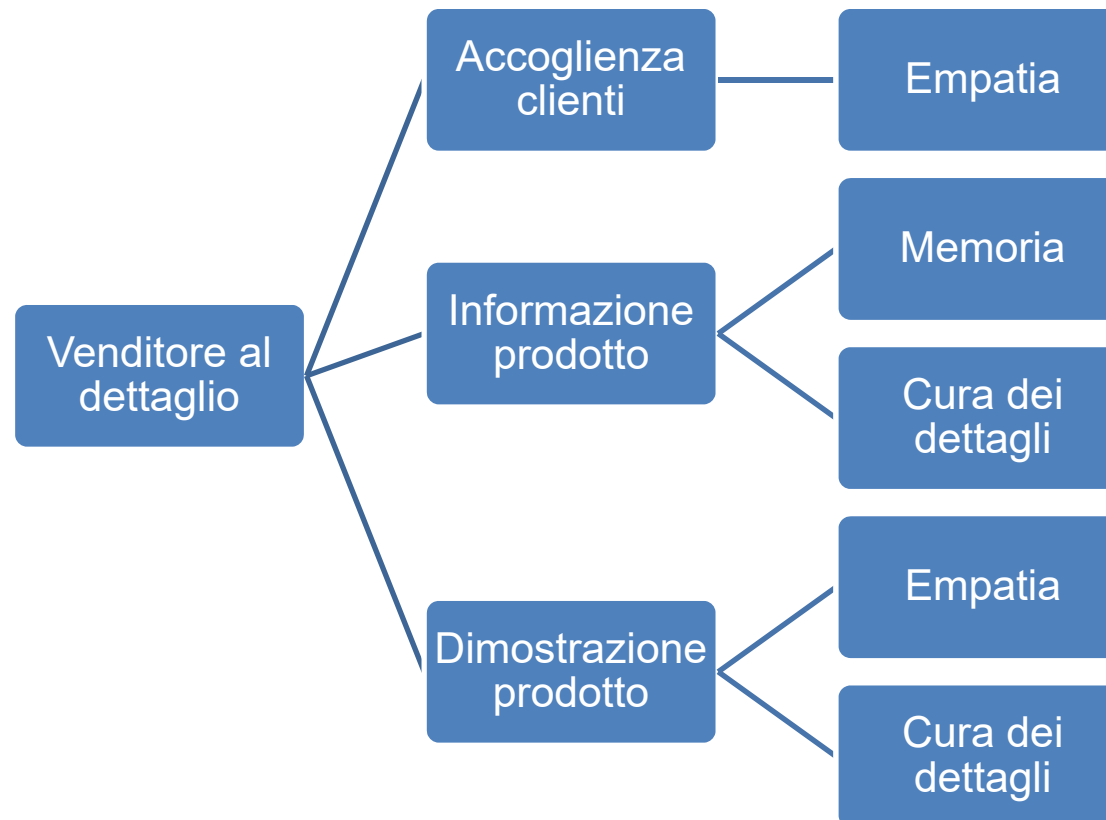 Venditore al
dettaglio
Accoglienza
clienti
Empatia
Informazione
prodotto
Memoria
Cura dei
dettagli
Dimostrazione
prodotto
Empatia
Cura dei
dettagli